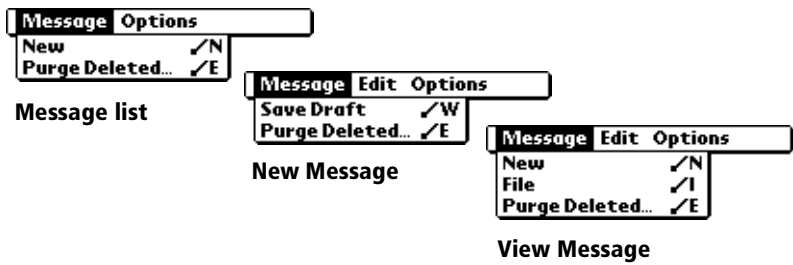 Message Options
New /N
Purge Deleted... /E
Message list
Message Edit Options
Save Draft /W
Purge Deleted... /E
New Message
Message Edit Options
New /N
File /I
Purge Deleted... /E
View Message